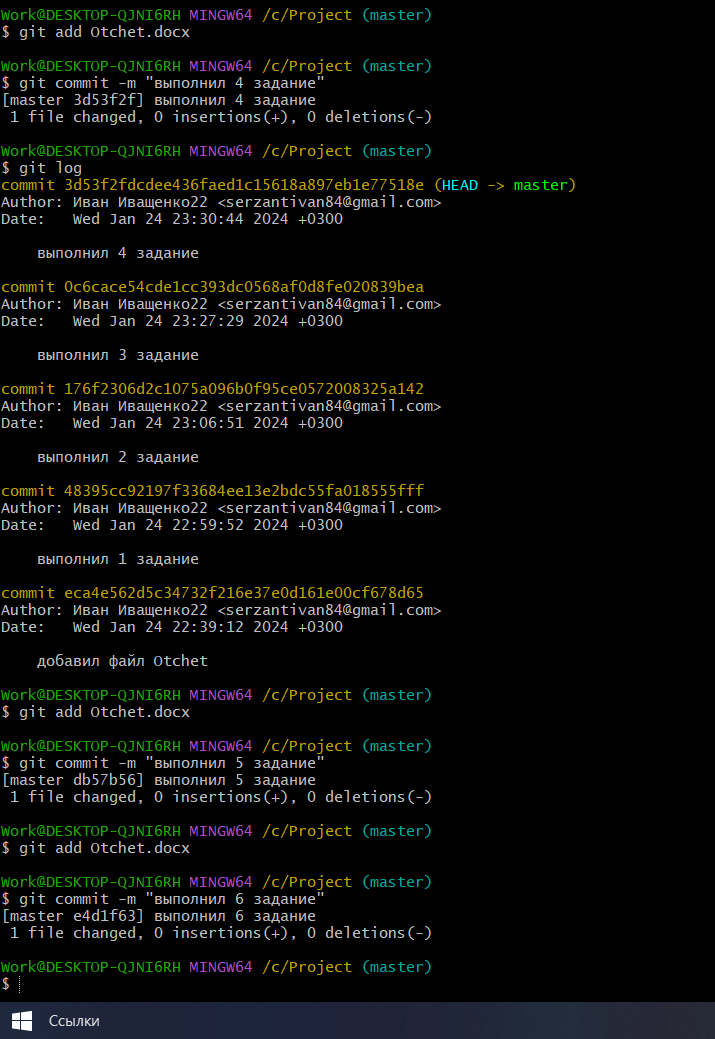 Work@DESKTOP-QJNI6RH MINGW64 /c/Project (master)
$ git add Otchet.docx
Work@DESKTOP-QJNI6RH MINGW64 /c/Project (master)
$ git commit -m "выполнил 4 задание"
[master 3d53f2f] выполнил 4 задание
1 file changed, 0 insertions(+), 0 deletions(-)
Work@DESKTOP-QJNI6RH MINGW64 /c/Project (master)
$ git log
commit 3d53f2fdcdee436faed1c15618a897eb1e77518e (HEAD -> master)
Author: Иван Иващенко22 <serzantivan84@gmail.com>
Date:   Wed Jan 24 23:30:44 2024 +0300
выполнил 4 задание
commit 0c6cace54cde1cc393dc0568af0d8fe020839bea
Author: Иван Иващенко22 <serzantivan84@gmail.com>
Date:   Wed Jan 24 23:27:29 2024 +0300
выполнил 3 задание
commit 176f2306d2c1075a096b0f95ce0572008325a142
Author: Иван Иващенко22 <serzantivan84@gmail.com>
Date:   Wed Jan 24 23:06:51 2024 +0300
выполнил 2 задание
commit 48395cc92197f33684ee13e2bdc55fa018555fff
Author: Иван Иващенко22 <serzantivan84@gmail.com>
Date:   Wed Jan 24 22:59:52 2024 +0300
выполнил 1 задание
commit eca4e562d5c34732f216e37e0d161e00cf678d65
Author: Иван Иващенко22 <serzantivan84@gmail.com>
Date:   Wed Jan 24 22:39:12 2024 +0300
добавил файл Otchet
Work@DESKTOP-QJNI6RH MINGW64 /c/Project (master)
$ git add Otchet.docx
Work@DESKTOP-QJNI6RH MINGW64 /c/Project (master)
$ git commit -m "выполнил 5 задание"
[master db57b56] выполнил 5 задание
1 file changed, 0 insertions(+), 0 deletions(-)
Work@DESKTOP-QJNI6RH MINGW64 /c/Project (master)
$ git add Otchet.docx
Work@DESKTOP-QJNI6RH MINGW64 /c/Project (master)
$ git commit -m "выполнил 6 задание"
[master e4d1f63] выполнил 6 задание
1 file changed, 0 insertions(+), 0 deletions(-)
Work@DESKTOP-QJNI6RH MINGW64 /c/Project (master)
$
Ссылки